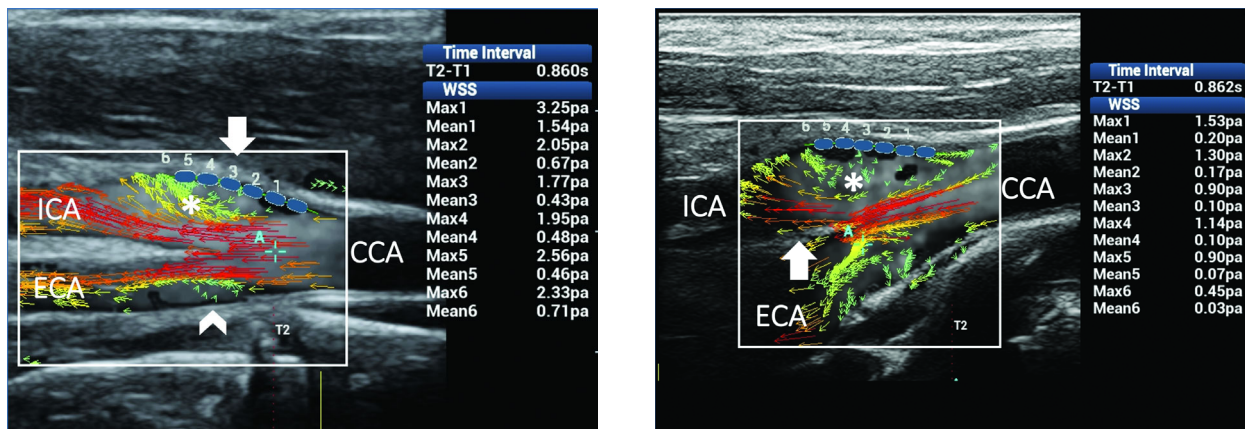 Time Interval
T2-T1 0.860s
WSS
Max1 3.25pa
Mean1 1.54pa
Max2 2.05pa
Mean2 0.67pa
Max3 1.77pa
Mean3 0.43pa
Max4 1.95pa
Mean4 0.48pa
Max5 2.56pa
Mean5 0.46pa
Max6 2.33pa
Mean6 0.71pa
6 5 4 3 2 1
*
ICA
A
CCA
ECA
T2
Time Interval
T2-T1 0.862s
WSS
Max1 1.53pa
Mean1 0.20pa
Max2 1.30pa
Mean2 0.17pa
Max3 0.90pa
Mean3 0.10pa
Max4 1.14pa
Mean4 0.10pa
Max5 0.90pa
Mean5 0.07pa
Max6 0.45pa
Mean6 0.03pa
6 5 4 3 2 1
*
CCA
ICA
A
ECA
T2